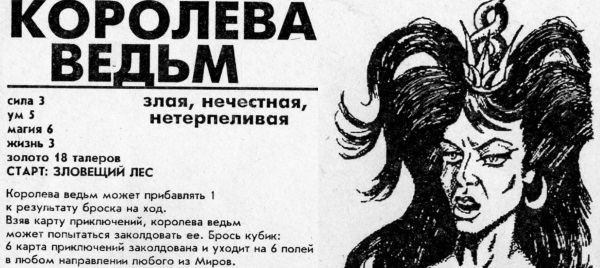 КОРОЛЕВА
ВЕДЬМ
сила 3
ум 5
магия 6
жизнь 3
золото 18 талеров
СТАРТ: ЗЛОВЕЩИЙ ЛЕС
злая, нечестная,
нетерпеливая
Королева ведьм может прибавлять 1
к результату броска на ход.
Взяв карту приключений, королева ведьм
может попытаться заколдовать ее. Брось кубик:
6 карта приключений заколдована и уходит на 6 полей
в любом направлении любого из Миров.